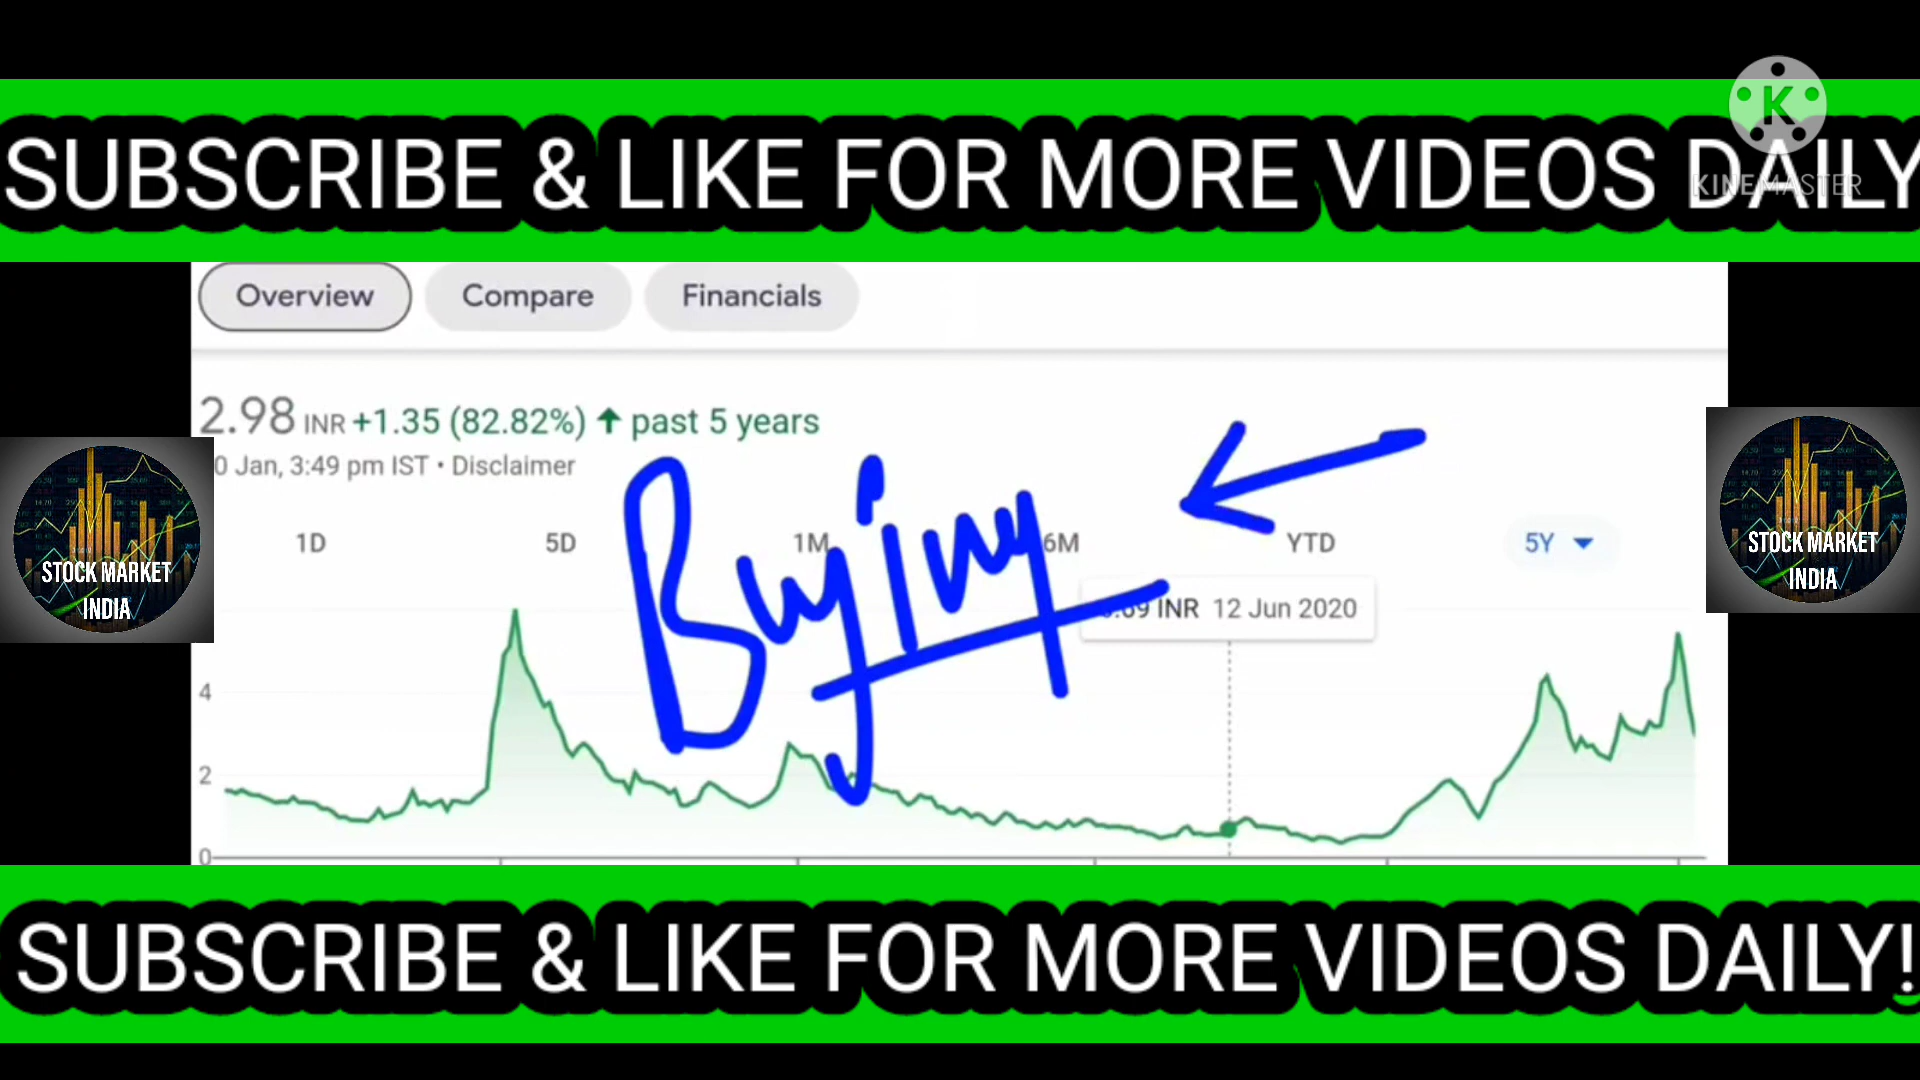 SUBSCRIBE & LIKE FOR MORE VIDEOS DAILY
KINEMASTER
Overview Compare Financials
2.98 INR +1.35 (82.82%) ↑ past 5 years
0 Jan, 3:49 pm IST • Disclaimer
1D 5D 1M 6M YTD 5Y
INR 12 Jun 2020
STOCK MARKET
INDIA
STOCK MARKET
INDIA
4
2
0
SUBSCRIBE & LIKE FOR MORE VIDEOS DAILY!